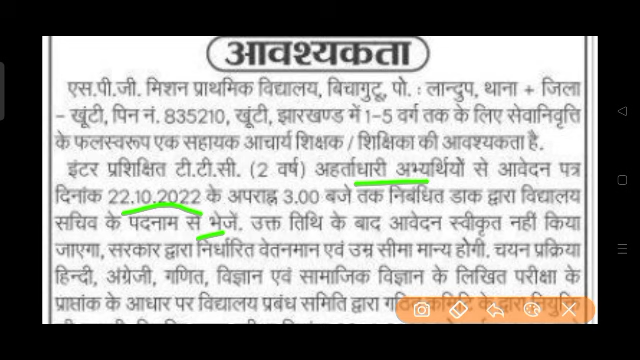 आवश्यकता
एस.पी.जी. मिशन प्राथमिक विद्यालय, बिचागुटू, पो. : लान्दुप, थाना + जिला
– खूंटी, पिन नं. 835210, खूंटी, झारखण्ड में 1-5 वर्ग तक के लिए सेवानिवृति
के फलस्वरूप एक सहायक आचार्य शिक्षक / शिक्षिका की आवश्यकता है.
इंटर प्रशिक्षित टी.टी.सी. (2 वर्ष) अहर्ताधारी अभ्यर्थियों से आवेदन पत्र
दिनांक 22.10.2022 के अपराह्न 3.00 बजे तक निबंधित डाक द्वारा विद्यालय
सचिव के पदनाम से भेजें. उक्त तिथि के बाद आवेदन स्वीकृत नहीं किया
जाएगा, सरकार द्वारा निर्धारित वेतनमान एवं उम्र सीमा मान्य होगी. चयन प्रक्रिया
हिन्दी, अंग्रेजी, गणित, विज्ञान एवं सामाजिक विज्ञान के लिखित परीक्षा के
प्राप्तांक के आधार पर विद्यालय प्रबंध समिति द्वारा